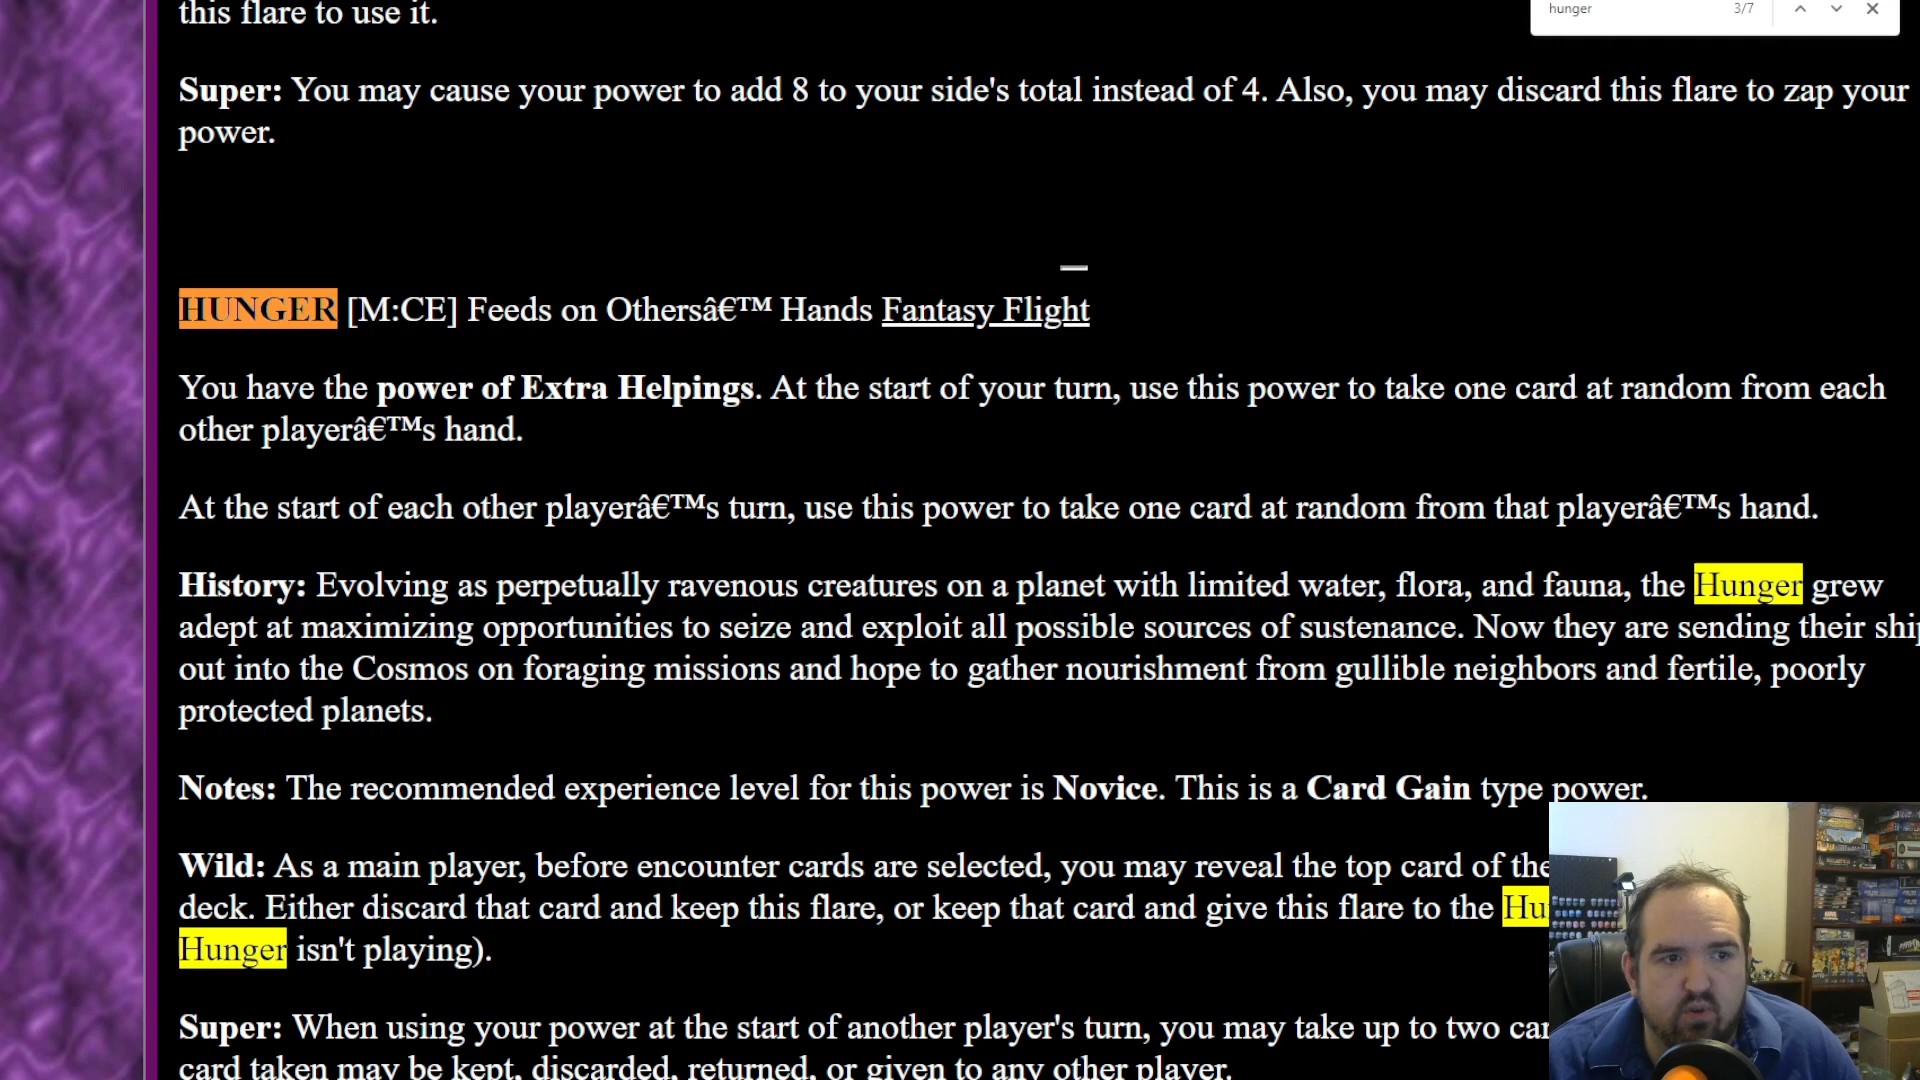 this flare to use it.
hunger 3/7
Super: You may cause your power to add 8 to your side's total instead of 4. Also, you may discard this flare to zap your
power.
HUNGER [M:CE] Feeds on Othersâ€™ Hands Fantasy Flight
You have the power of Extra Helpings. At the start of your turn, use this power to take one card at random from each
other playerâ€™s hand.
At the start of each other playerâ€™s turn, use this power to take one card at random from that playerâ€™s hand.
History: Evolving as perpetually ravenous creatures on a planet with limited water, flora, and fauna, the Hunger grew
adept at maximizing opportunities to seize and exploit all possible sources of sustenance. Now they are sending their
out into the Cosmos on foraging missions and hope to gather nourishment from gullible neighbors and fertile, poorly
protected planets.
Notes: The recommended experience level for this power is Novice. This is a Card Gain type power.
Wild: As a main player, before encounter cards are selected, you may reveal the top card of the
deck. Either discard that card and keep this flare, or keep that card and give this flare to the
Hunger isn't playing).
Super: When using your power at the start of another player's turn, you may take up to two
card taken may be kept, discarded, returned, or given to any other player.